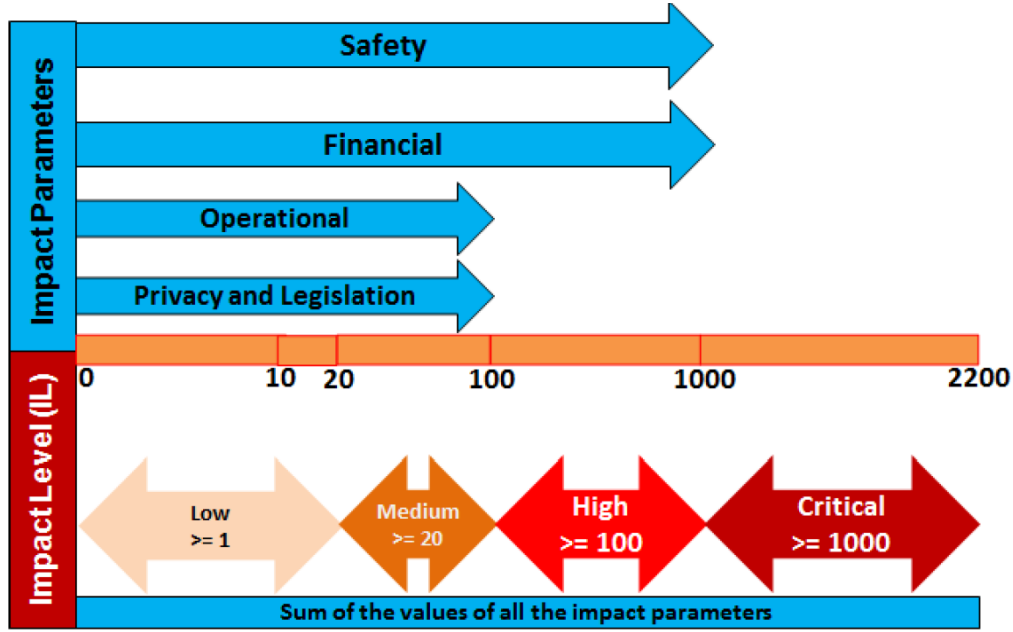 Impact Parameters
Safety
Financial
Operational
Privacy and Legislation
0 10 20 100 1000 2200
Impact Level (IL)
Low
>= 1
Medium
>= 20
High
>= 100
Critical
>= 1000
Sum of the values of all the impact parameters